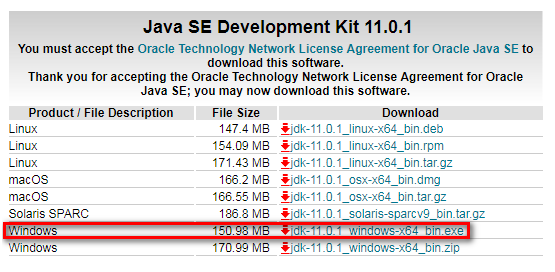 Java SE Development Kit 11.0.1
You must accept the Oracle Technology Network License Agreement for Oracle Java SE to
download this software.
Thank you for accepting the Oracle Technology Network License Agreement for Oracle
Java SE; you may now download this software.
Product / File Description File Size Download
Linux 147.4 MB jdk-11.0.1_linux-x64_bin.deb
Linux 154.09 MB jdk-11.0.1_linux-x64_bin.rpm
Linux 171.43 MB jdk-11.0.1_linux-x64_bin.tar.gz
macOS 166.2 MB jdk-11.0.1_osx-x64_bin.dmg
macOS 166.55 MB jdk-11.0.1_osx-x64_bin.tar.gz
Solaris SPARC 186.8 MB jdk-11.0.1_solaris-sparcv9_bin.tar.gz
Windows 150.98 MB jdk-11.0.1_windows-x64_bin.exe
Windows 170.99 MB jdk-11.0.1_windows-x64_bin.zip